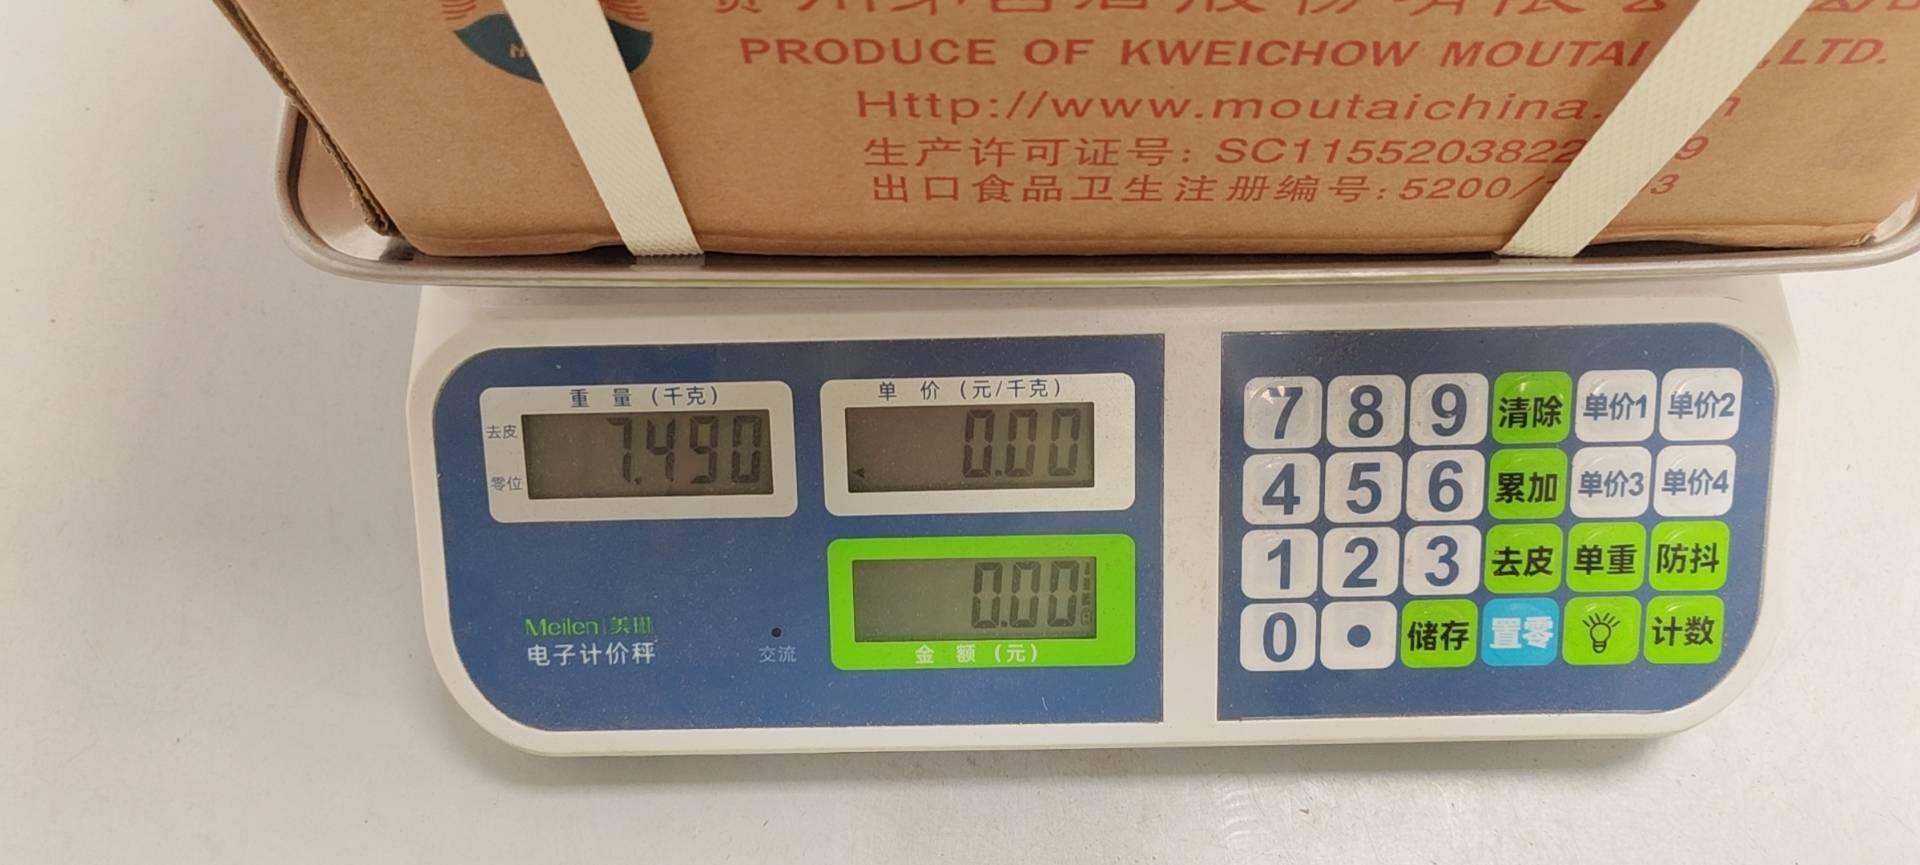 PRODUCE OF KWEICHOW MOUTAI ,LTD.
Http://www.moutaichina.
生产许可证号: SC1155203822 9
出口食品卫生注册编号:5200/ 3
重量(千克)
单价(元/千克)
去皮
零位
7.490
0.00
0.00
金额(元)
Meilen 美琳
电子计价秤
交流
7 8 9 清除 单价1 单价2
4 5 6 累加 单价3 单价4
1 2 3 去皮 单重 防抖
0 • 储存 置零 计数